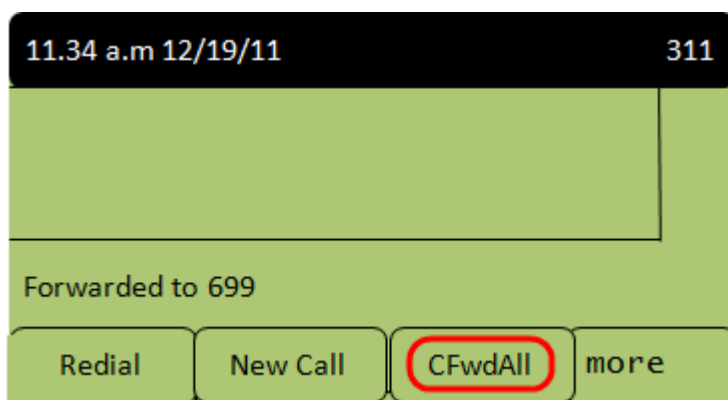 11.34 a.m 12/19/11 311
Forwarded to 699
Redial New Call CFwdAll more